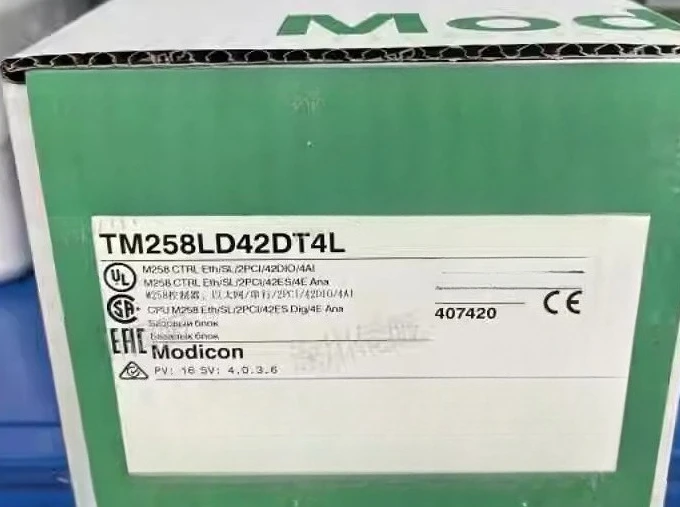 Mod
TM258LD42DT4L
UL
M258 CTRL Eth/SL/2PCI/42DIO/4AI
M258 CTRL Eth/SL/2PCI/42ES/4E Ana
M258控制器, 以太网/串行/2PCI/42DIO/4AI
SA
CPU M258 Eth/SL/2PCI/42ES Dig/4E Ana
CE
407420
Базовый блок
Базалык блок
EAC
Modicon
PV: 16 SV: 4.0.3.6